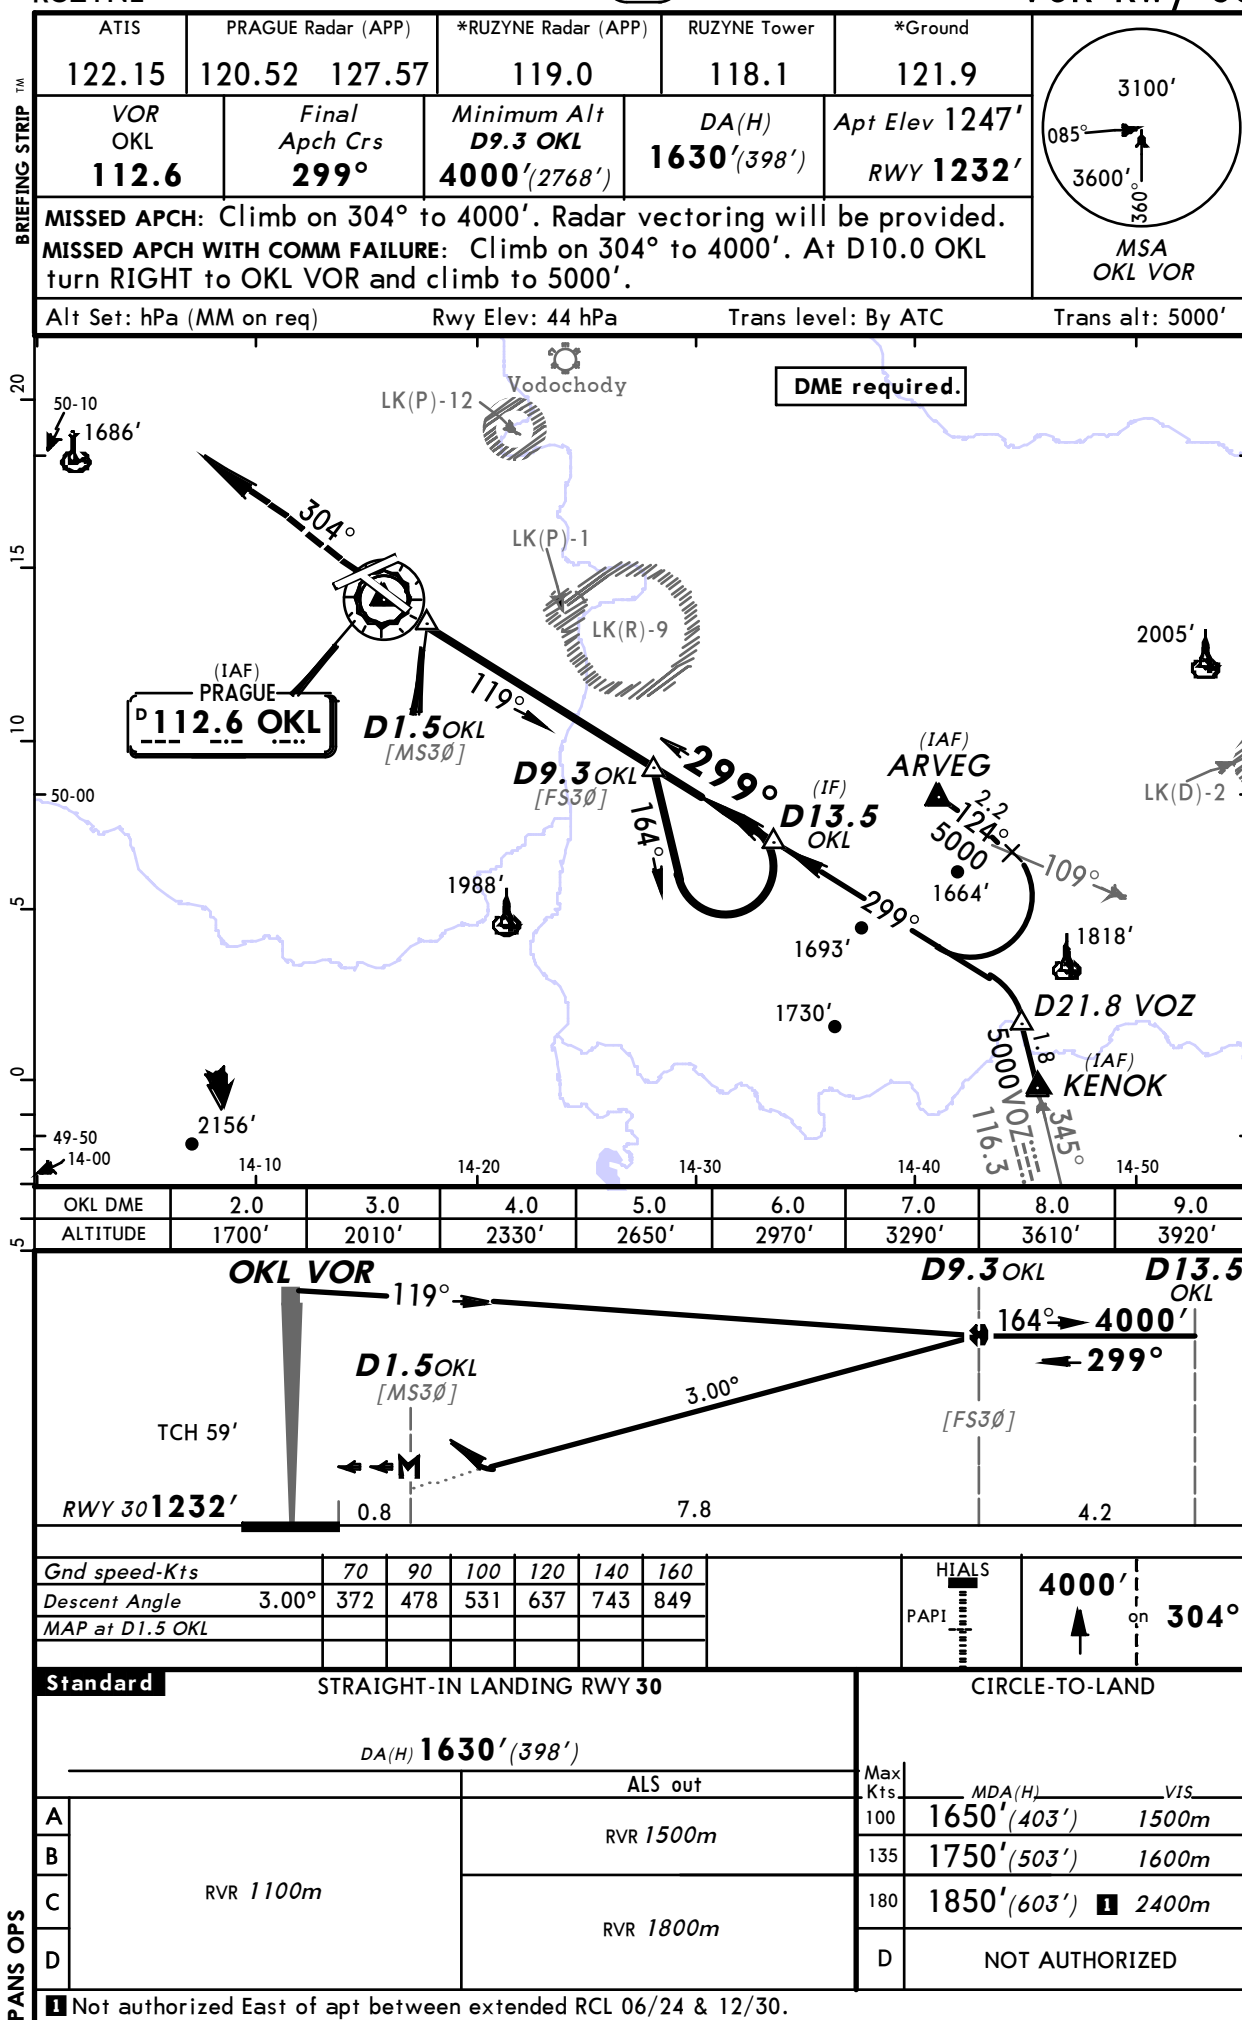 ATIS PRAGUE Radar (APP) *RUZYNE Radar (APP) RUZYNE Tower *Ground
122.15 120.52 127.57 119.0 118.1 121.9
BRIEFING STRIP TM
VOR OKL 112.6
Final Apch Crs 299°
Minimum Alt D9.3 OKL 4000'(2768')
DA(H) 1630'(398')
Apt Elev 1247'
RWY 1232'
3100'
085°
3600'
360°
MSA
OKL VOR
MISSED APCH: Climb on 304° to 4000'. Radar vectoring will be provided.
MISSED APCH WITH COMM FAILURE: Climb on 304° to 4000'. At D10.0 OKL
turn RIGHT to OKL VOR and climb to 5000'.
Alt Set: hPa (MM on req) Rwy Elev: 44 hPa Trans level: By ATC Trans alt: 5000'
20
15
10
5
0
5
50-10
1686'
LK(P)-12
Vodochody
DME required.
304°
LK(P)-1
LK(R)-9
2005'
(IAF)
PRAGUE
D 112.6 OKL
D1.5 OKL
[MS3Ø]
119°
D9.3 OKL
[FS3Ø]
299°
(IF)
D13.5
OKL
(IAF)
ARVEG
2.2
124°
5000
109°
LK(D)-2
50-00
164°
1988'
1664'
299°
1693'
1818'
1730'
D21.8 VOZ
1.8
5000
(IAF)
KENOK
VOZ
116.3
345°
2156'
49-50
14-00 14-10 14-20 14-30 14-40 14-50
OKL DME 2.0 3.0 4.0 5.0 6.0 7.0 8.0 9.0
ALTITUDE 1700' 2010' 2330' 2650' 2970' 3290' 3610' 3920'
OKL VOR
119°
D9.3 OKL
D13.5
OKL
164° 4000'
299°
D1.5 OKL
[MS3Ø]
3.00°
[FS3Ø]
TCH 59'
RWY 30 1232'
0.8 7.8 4.2
Gnd speed-Kts 70 90 100 120 140 160
Descent Angle 3.00° 372 478 531 637 743 849
MAP at D1.5 OKL
HIALS
PAPI
4000' on 304°
Standard STRAIGHT-IN LANDING RWY 30 CIRCLE-TO-LAND
DA(H) 1630'(398')
ALS out
Max Kts MDA(H) VIS
A
B
C
D
RVR 1100m
RVR 1500m
RVR 1800m
100 1650'(403') 1500m
135 1750'(503') 1600m
180 1850'(603') 1 2400m
D NOT AUTHORIZED
PANS OPS
1 Not authorized East of apt between extended RCL 06/24 & 12/30.